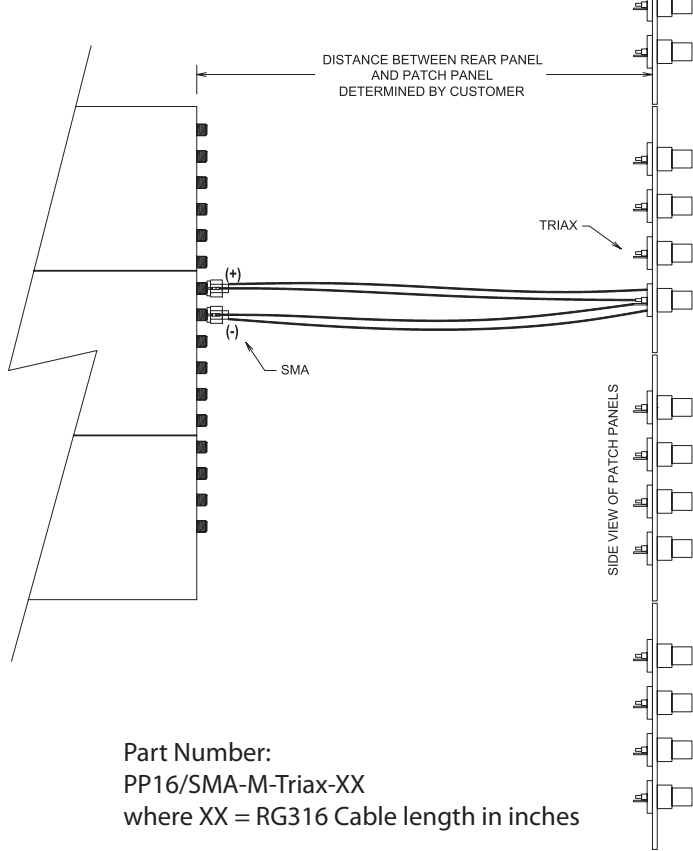 DISTANCE BETWEEN REAR PANEL
AND PATCH PANEL
DETERMINED BY CUSTOMER
TRIAX
(+)
(-)
SMA
SIDE VIEW OF PATCH PANELS
Part Number:
PP16/SMA-M-Triax-XX
where XX = RG316 Cable length in inches